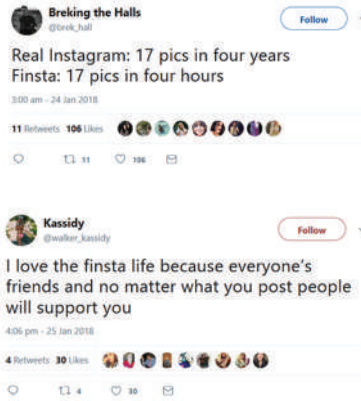 Breking the Halls
@brek_hall
Follow
Real Instagram: 17 pics in four years
Finsta: 17 pics in four hours
3:00 am - 24 Jan 2018
11 Retweets 106 Likes
11 106
Kassidy
@walker_kassidy
Follow
I love the finsta life because everyone's
friends and no matter what you post people
will support you
4:06 pm - 25 Jan 2018
4 Retweets 30 Likes
4 30